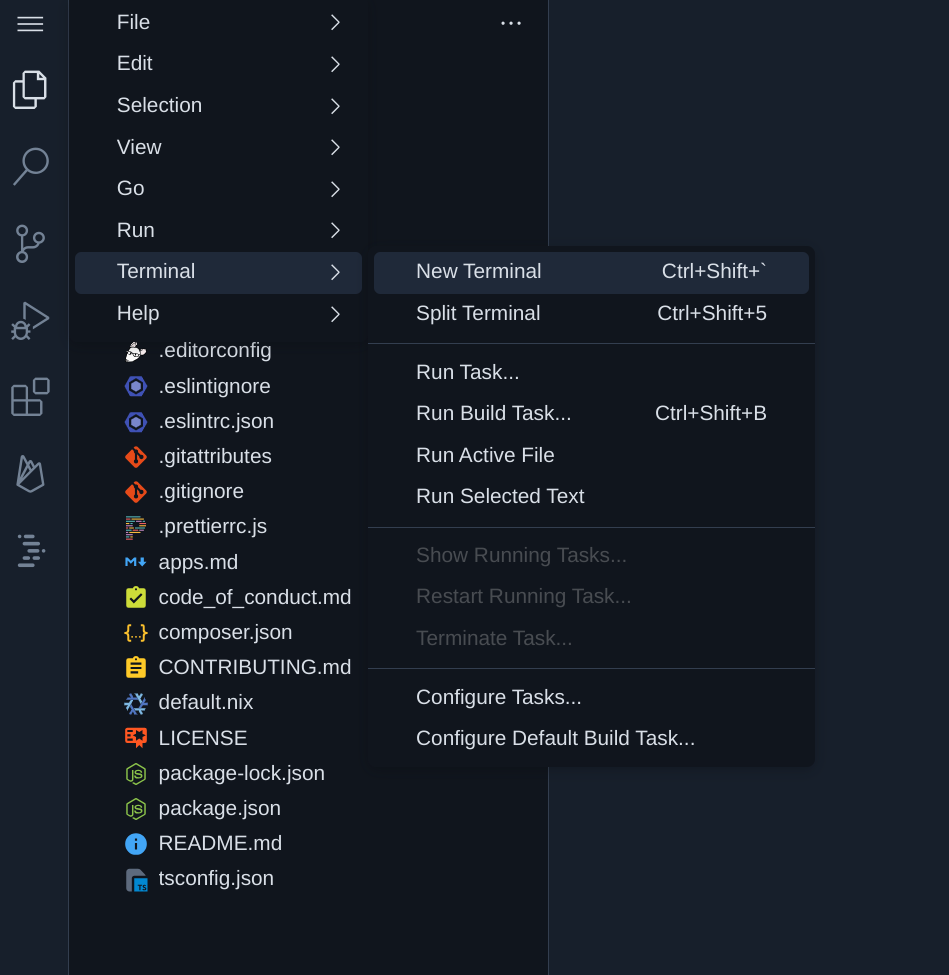 File
Edit
Selection
View
Go
Run
Terminal
Help
New Terminal Ctrl+Shift+`
Split Terminal Ctrl+Shift+5
Run Task...
Run Build Task... Ctrl+Shift+B
Run Active File
Run Selected Text
Show Running Tasks...
Restart Running Task...
Terminate Task...
Configure Tasks...
Configure Default Build Task...
.editorconfig
.eslintignore
.eslintrc.json
.gitattributes
.gitignore
.prettierrc.js
apps.md
code_of_conduct.md
composer.json
CONTRIBUTING.md
default.nix
LICENSE
package-lock.json
package.json
README.md
tsconfig.json